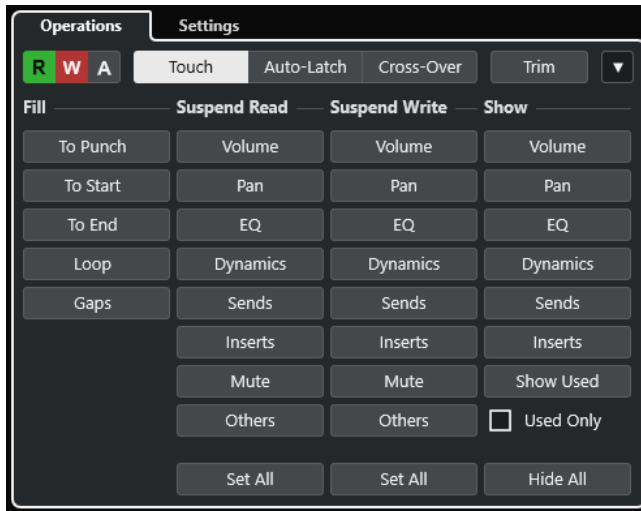 Operations Settings
R W A Touch Auto-Latch Cross-Over Trim
Fill Suspend Read Suspend Write Show
To Punch Volume Volume Volume
To Start Pan Pan Pan
To End EQ EQ EQ
Loop Dynamics Dynamics Dynamics
Gaps Sends Sends Sends
Inserts Inserts Inserts
Mute Mute Show Used
Others Others Used Only
Set All Set All Hide All